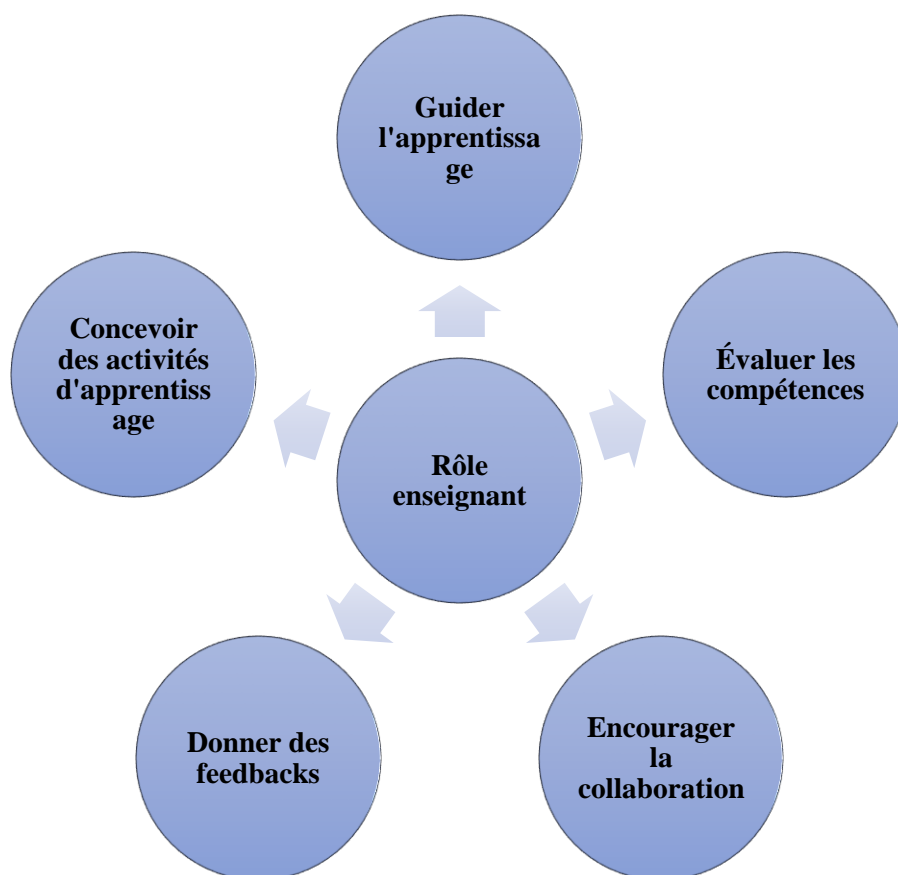 Guider
l'apprentissa
ge
Concevoir
des activités
d'apprentiss
age
Évaluer les
compétences
Rôle
enseignant
Donner des
feedbacks
Encourager
la
collaboration